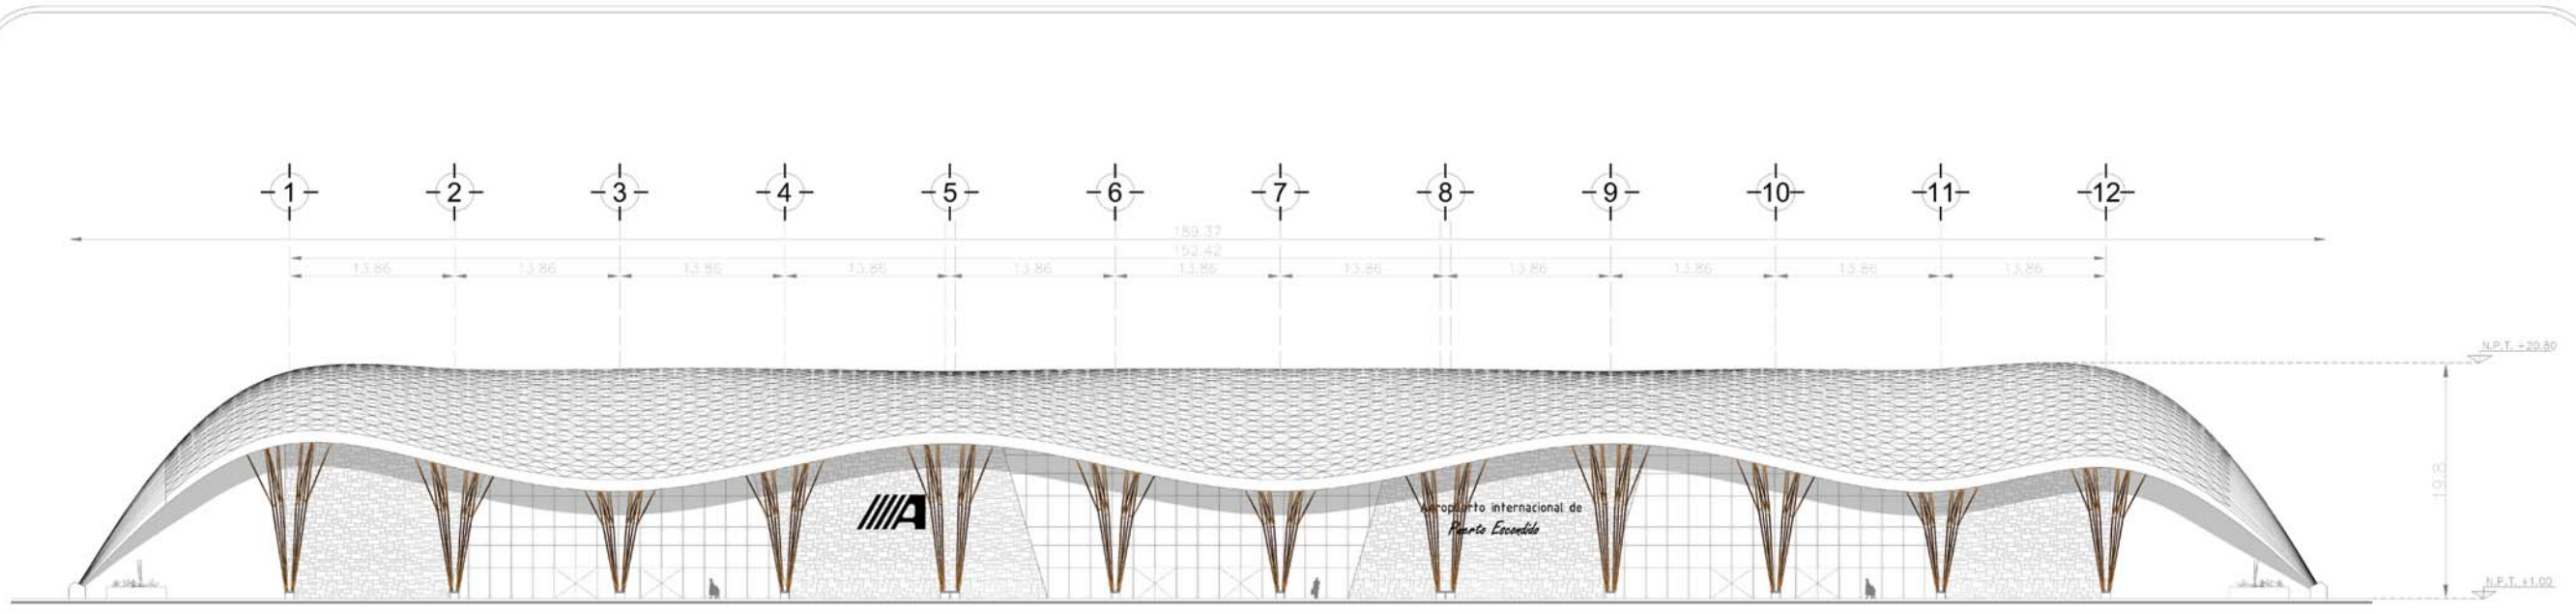 1 2 3 4 5 6 7 8 9 10 11 12
189.37
152.42
13.86 13.86 13.86 13.86 13.86 13.86 13.86 13.86 13.86 13.86 13.86
N.P.T. +20.80
19.8
A
Aeropuerto internacional de
Puerto Escondido
N.P.T. +1.00